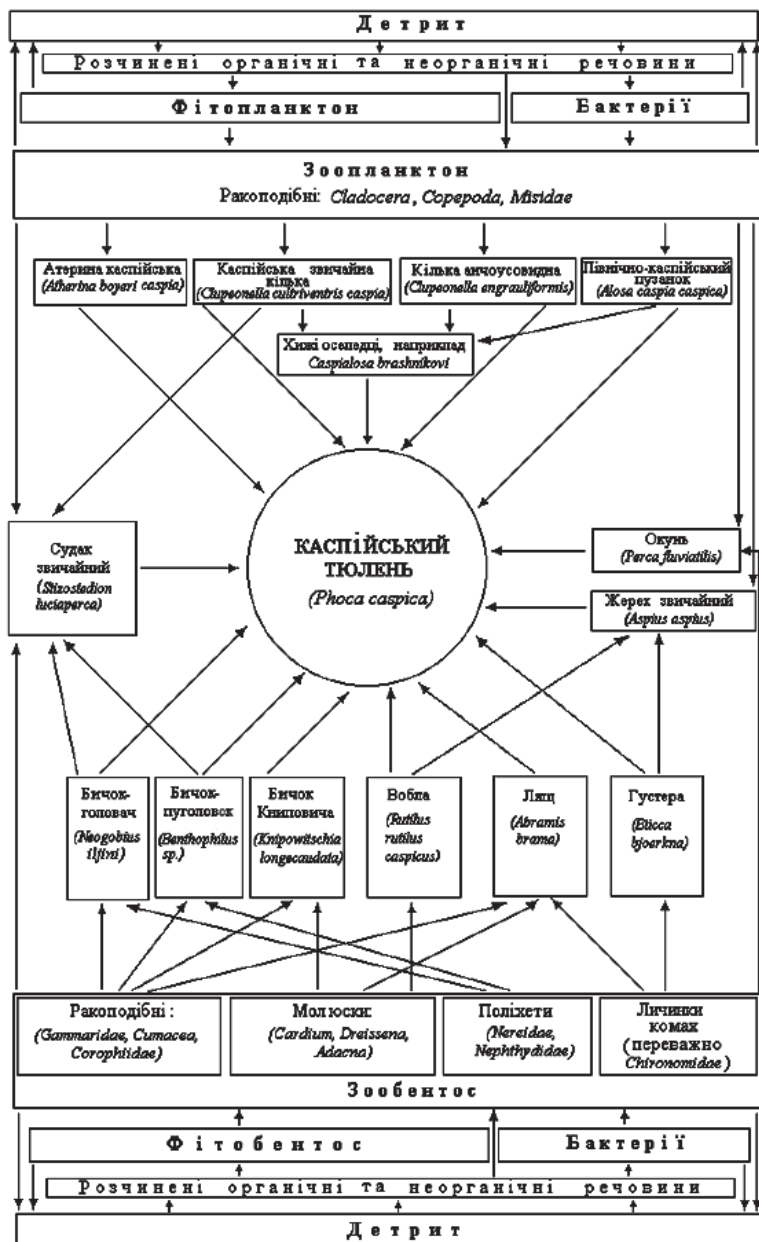 Детрит
Розчинені органічні та неорганічні речовини
Фітопланктон
Бактерії
Зоопланктон
Ракоподібні: Cladocera, Copepoda, Misidae
Атерина каспійська
(Atherina boyeri caspia)
Каспійська звичайна
кілька
(Clupeonella cultriventris caspia)
Кілька анчоусовидна
(Clupeonella engrauliformis)
Північно-каспійський
пузанок
(Alosa caspia caspica)
Хижі оселедці, наприклад
Caspialosa brashnikovi
Судак
звичайний
(Stizostedion
luciaperca)
КАСПІЙСЬКИЙ
ТЮЛЕНЬ
(Phoca caspica)
Окунь
(Perca fluviatilis)
Жерех звичайний
(Aspius aspius)
Бичок-
головач
(Neogobius
iljini)
Бичок-
пуголовок
(Benthophilus
sp.)
Бичок
Книповича
(Knipowitschia
longecaudata)
Вобла
(Rutilus
rutilus
caspicus)
Лящ
(Abramis
brama)
Густера
(Blicca
bjoerkna)
Ракоподібні:
(Gammaridae, Cumacea,
Corophiidae)
Молюски:
(Cardium, Dreissena,
Adacna)
Поліхети
(Nereidae,
Nephthydidae)
Личинки
комах
(переважно
Chironomidae)
Зообентос
Фітобентос
Бактерії
Розчинені органічні та неорганічні речовини
Детрит